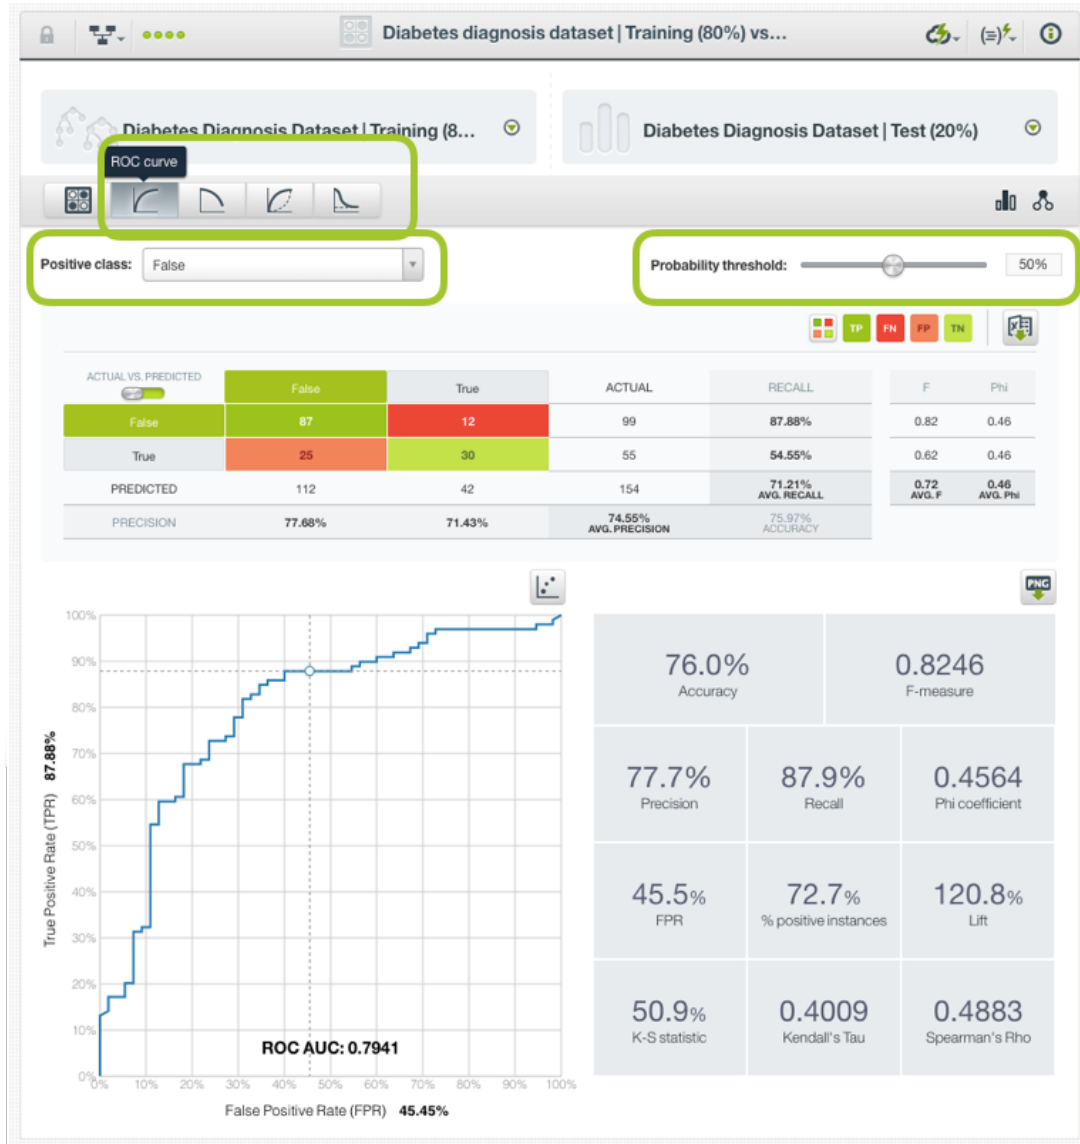 Diabetes diagnosis dataset | Training (80%) vs...
Diabetes Diagnosis Dataset | Training (8...
Diabetes Diagnosis Dataset | Test (20%)
ROC curve
Positive class: False
Probability threshold: 50%
TP FN FP TN
ACTUAL VS. PREDICTED False True ACTUAL RECALL F Phi
False 87 12 99 87.88% 0.82 0.46
True 25 30 55 54.55% 0.62 0.46
PREDICTED 112 42 154 71.21% 0.72 0.46
AVG. RECALL AVG. F AVG. Phi
PRECISION 77.68% 71.43% 74.55% 75.97%
AVG. PRECISION ACCURACY
PNG
100%
90%
80%
70%
60%
50%
40%
30%
20%
10%
0%
True Positive Rate (TPR) 87.88%
ROC AUC: 0.7941
0% 10% 20% 30% 40% 50% 60% 70% 80% 90% 100%
False Positive Rate (FPR) 45.45%
76.0% 0.8246
Accuracy F-measure
77.7% 87.9% 0.4564
Precision Recall Phi coefficient
45.5% 72.7% 120.8%
FPR % positive instances Lift
50.9% 0.4009 0.4883
K-S statistic Kendall's Tau Spearman's Rho